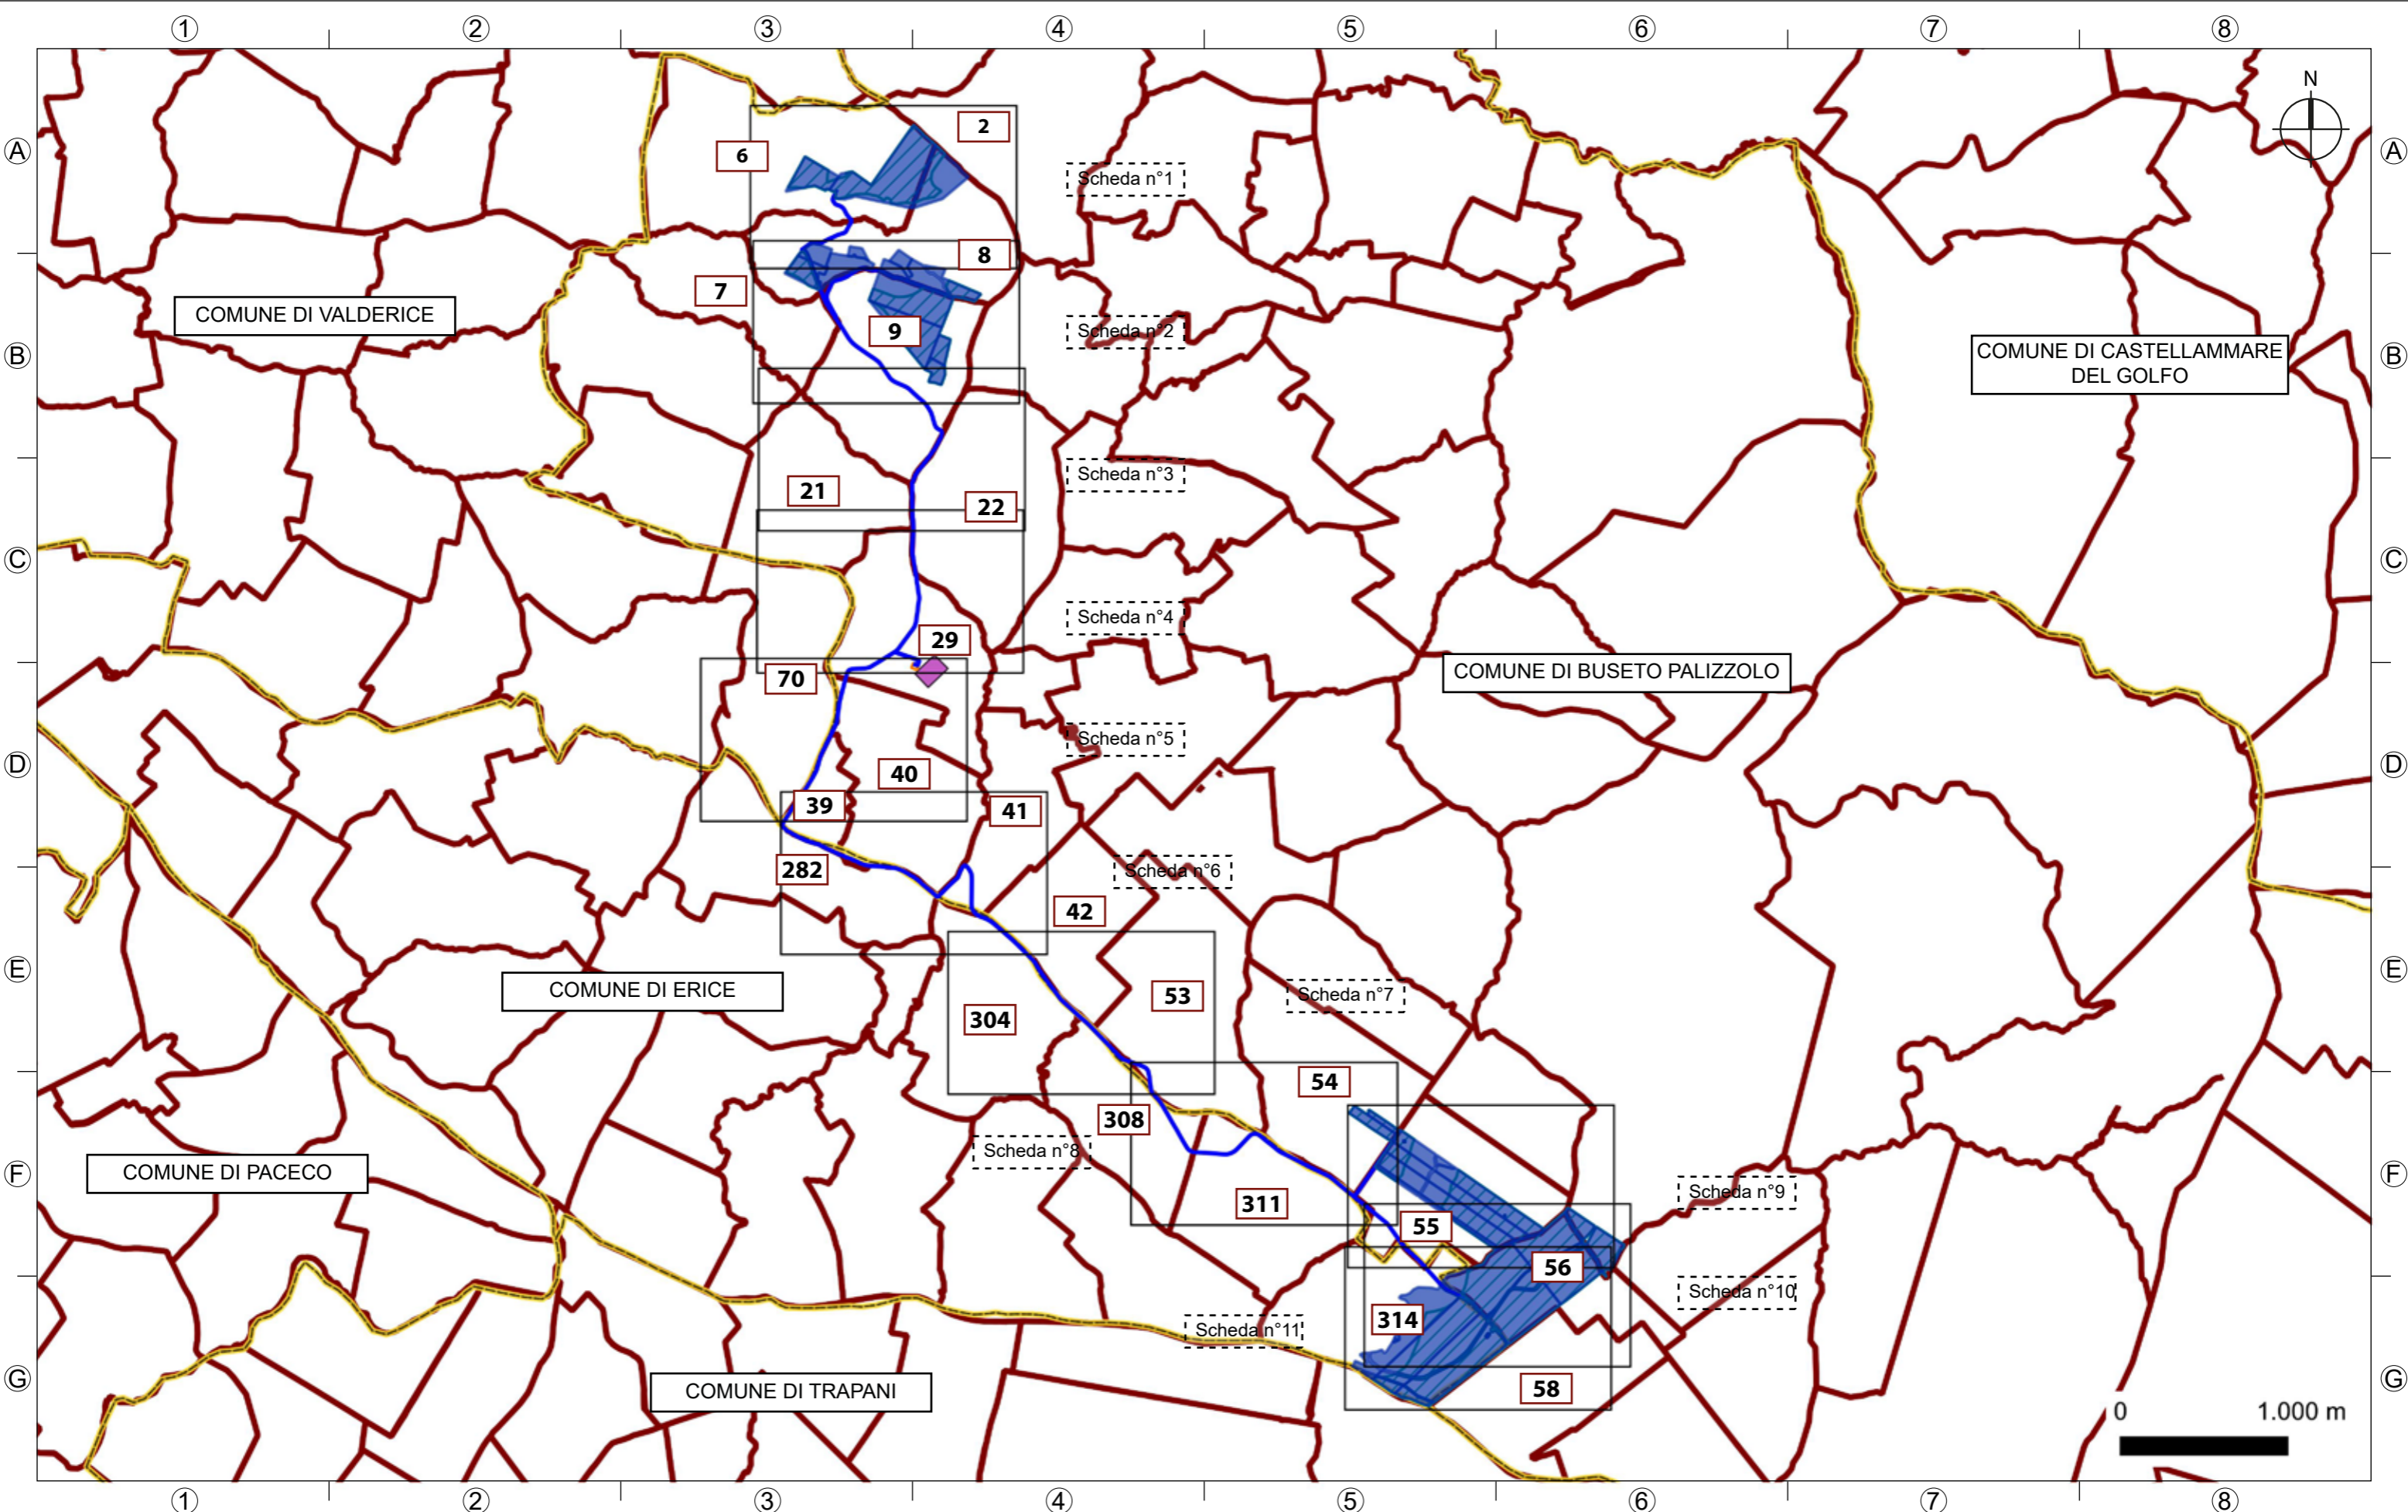 ① ② ③ ④ ⑤ ⑥ ⑦ ⑧
N
Ⓐ Ⓐ
2
6
Scheda n°1
8
7
COMUNE DI VALDERICE
9
Scheda n°2
Ⓑ Ⓑ
COMUNE DI CASTELLAMMARE
DEL GOLFO
Scheda n°3
21
22
Ⓒ Ⓒ
Scheda n°4
29
COMUNE DI BUSETO PALIZZOLO
70
Scheda n°5
Ⓓ Ⓓ
40
39
41
282
Scheda n°6
42
Ⓔ Ⓔ
COMUNE DI ERICE
53
Scheda n°7
304
54
308
Scheda n°8
COMUNE DI PACECO
Ⓕ Ⓕ
Scheda n°9
311
55
56
Scheda n°10
314
Scheda n°11
Ⓖ Ⓖ
COMUNE DI TRAPANI
58
0 1.000 m
① ② ③ ④ ⑤ ⑥ ⑦ ⑧